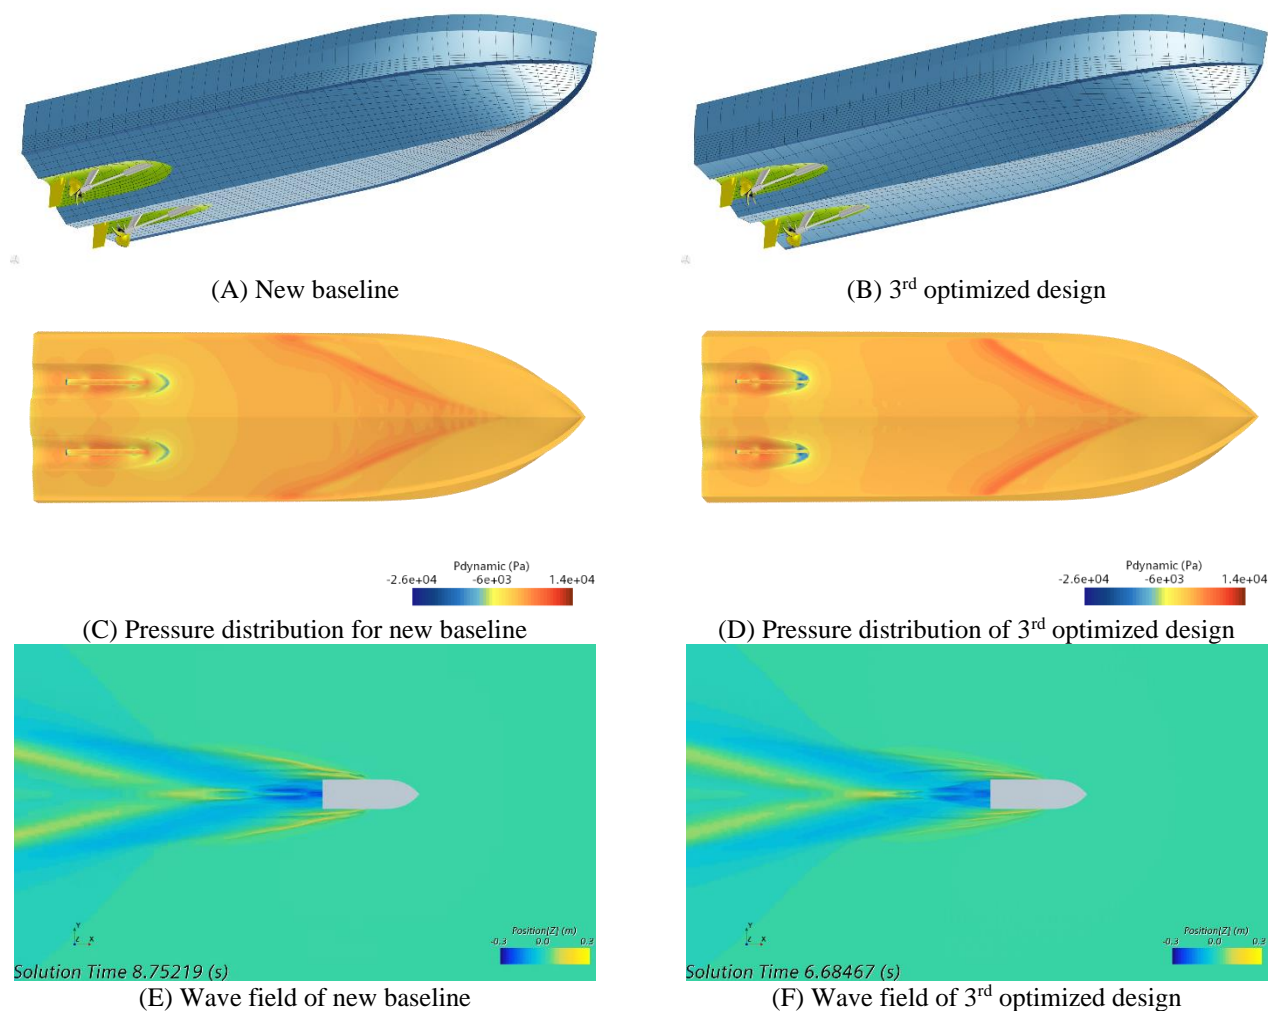 (A) New baseline
(B) 3rd optimized design
Pdynamic (Pa)
-2.6e+04 -6e+03 1.4e+04
Pdynamic (Pa)
-2.6e+04 -6e+03 1.4e+04
(C) Pressure distribution for new baseline
(D) Pressure distribution of 3rd optimized design
Y
Z X
Position[Z] (m)
-0.3 0.0 0.3
Solution Time 8.75219 (s)
Y
Z X
Position[Z] (m)
-0.3 0.0 0.3
Solution Time 6.68467 (s)
(E) Wave field of new baseline
(F) Wave field of 3rd optimized design